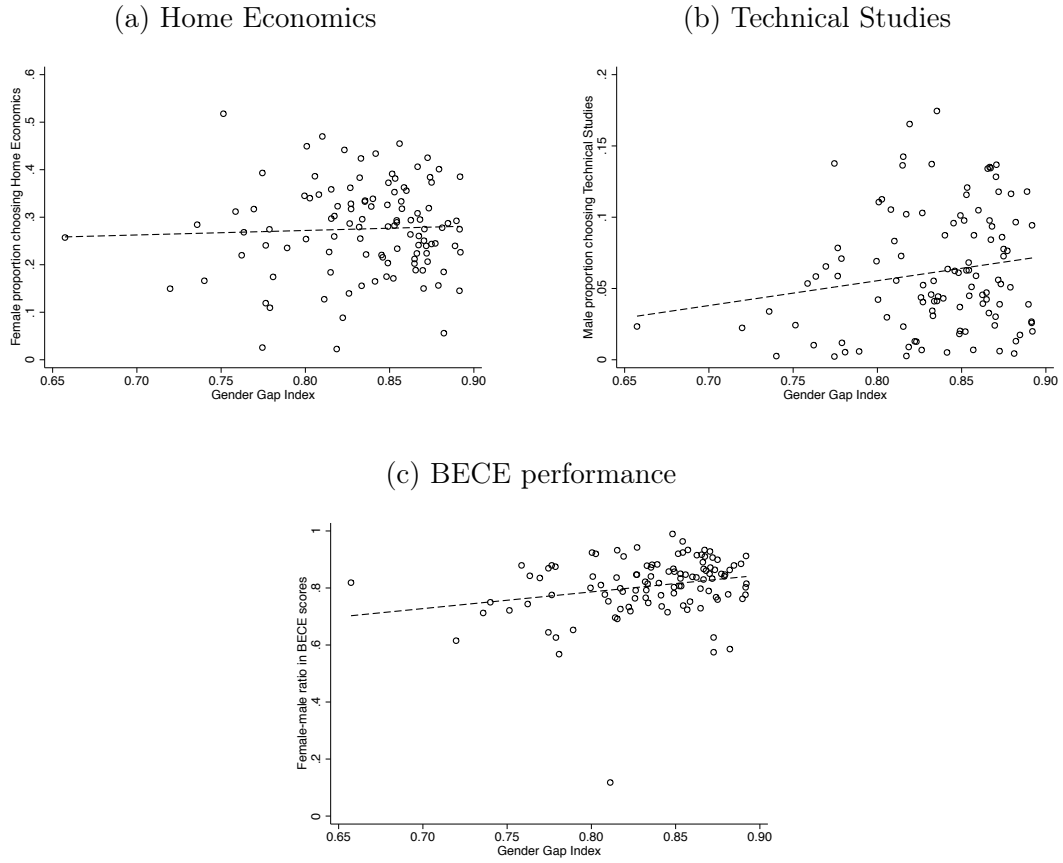 (a) Home Economics
(b) Technical Studies
Female proportion choosing Home Economics
0
.1
.2
.3
.4
.5
.6
0.65 0.70 0.75 0.80 0.85 0.90
Gender Gap Index
Male proportion choosing Technical Studies
0
.05
.1
.15
.2
0.65 0.70 0.75 0.80 0.85 0.90
Gender Gap Index
(c) BECE performance
Female-male ratio in BECE scores
0
.2
.4
.6
.8
1
0.65 0.70 0.75 0.80 0.85 0.90
Gender Gap Index